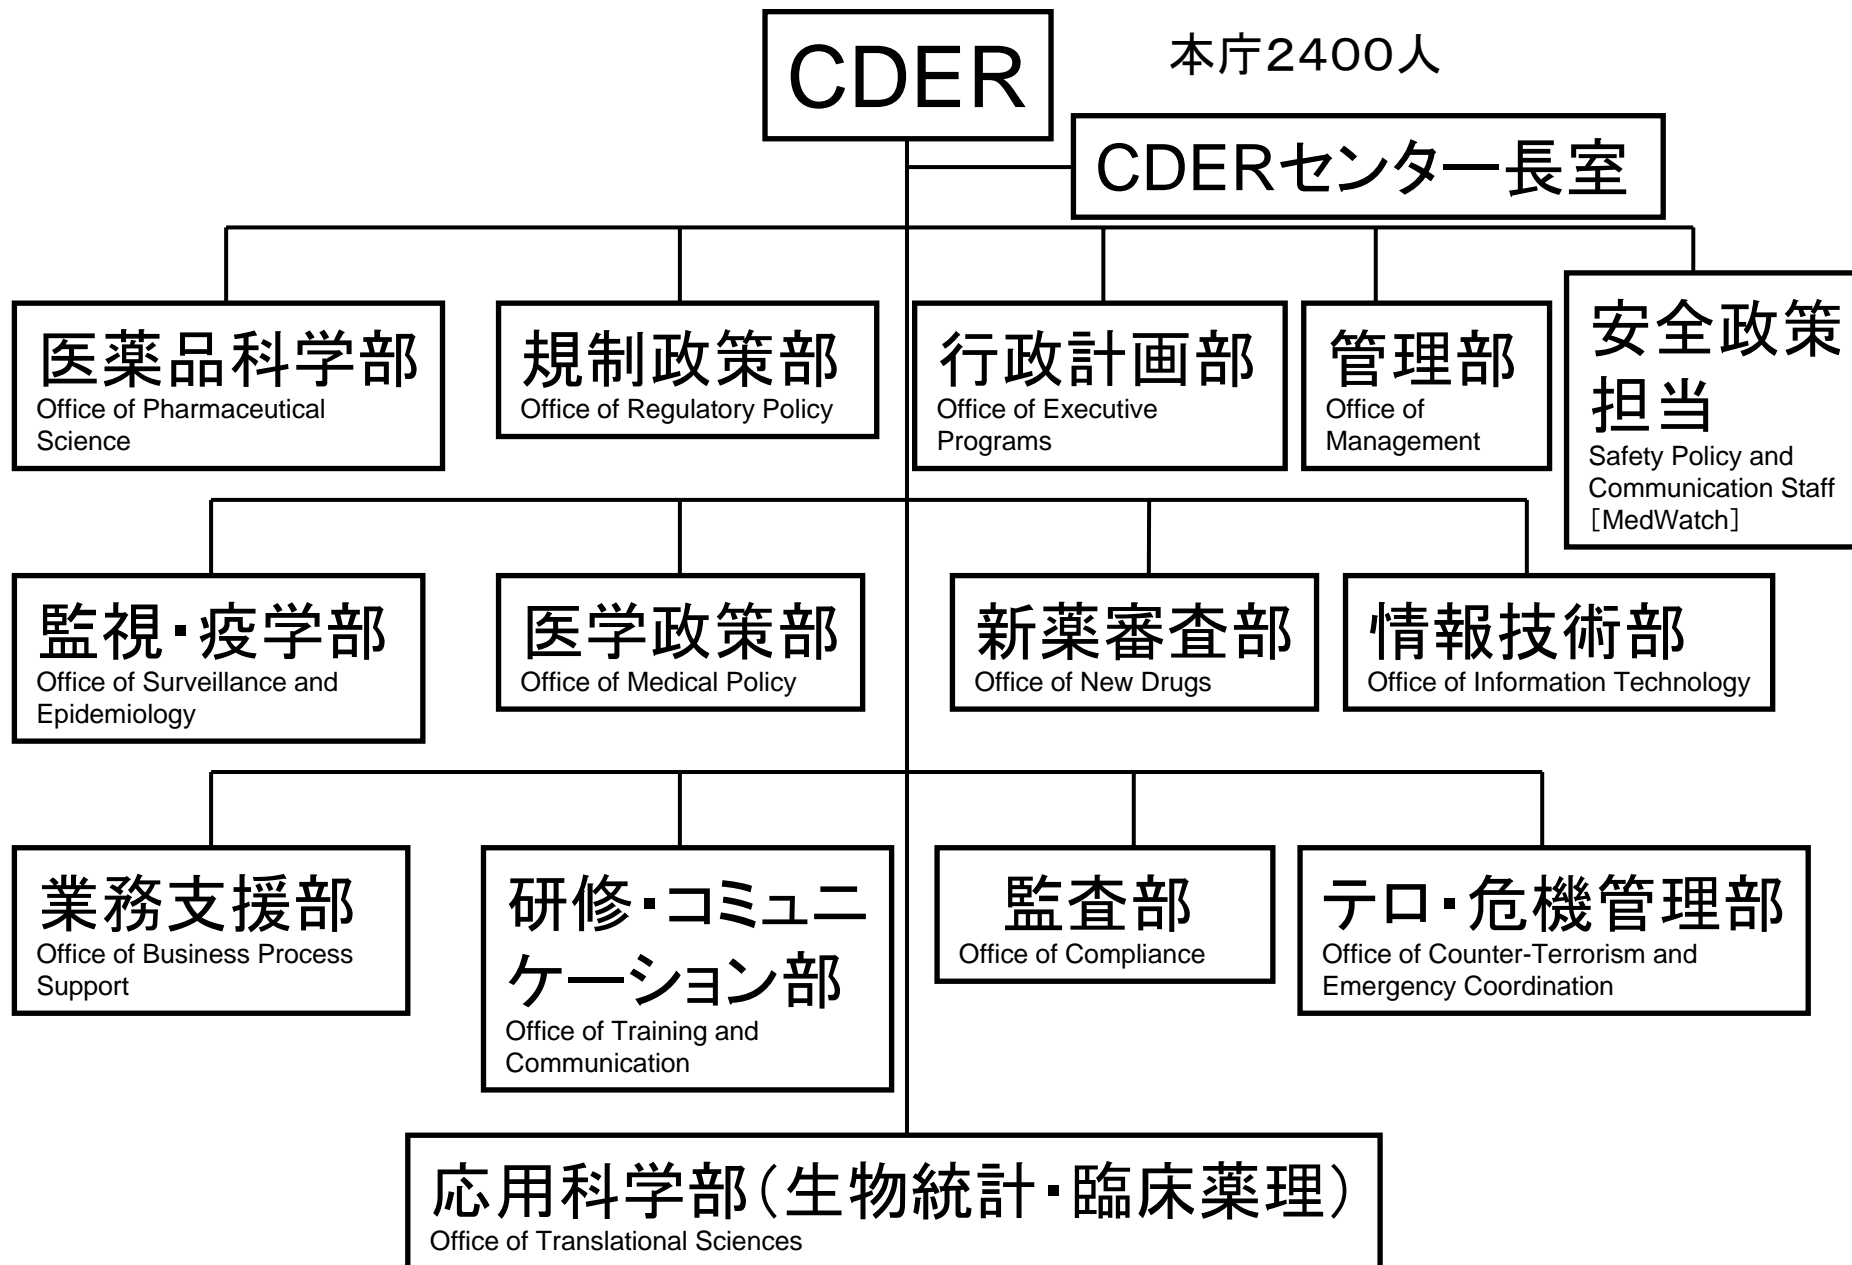 CDER
本庁2400人
CDERセンター長室
医薬品科学部
Office of Pharmaceutical
Science
規制政策部
Office of Regulatory Policy
行政計画部
Office of Executive
Programs
管理部
Office of
Management
安全政策
担当
Safety Policy and
Communication Staff
[MedWatch]
監視・疫学部
Office of Surveillance and
Epidemiology
医学政策部
Office of Medical Policy
新薬審査部
Office of New Drugs
情報技術部
Office of Information Technology
業務支援部
Office of Business Process
Support
研修・コミュニ
ケーション部
Office of Training and
Communication
監査部
Office of Compliance
テロ・危機管理部
Office of Counter-Terrorism and
Emergency Coordination
応用科学部(生物統計・臨床薬理)
Office of Translational Sciences